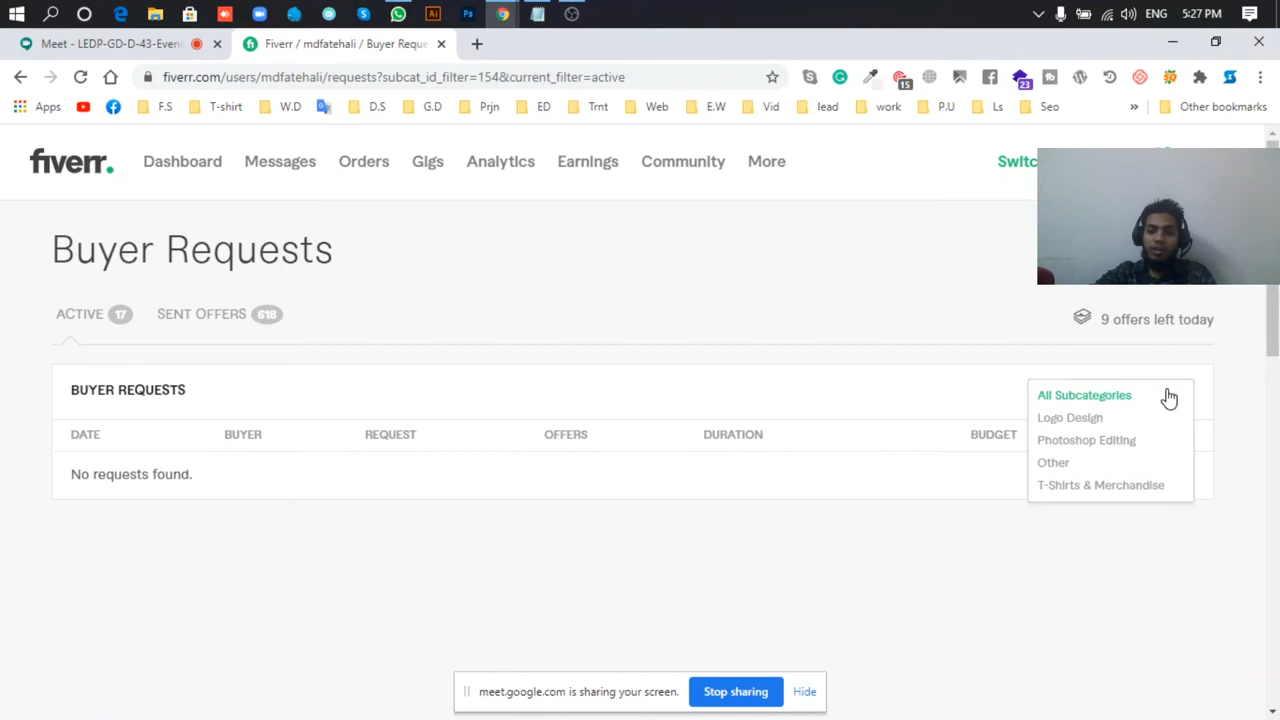 ENG 5:27 PM
Meet - LEDP-GD-D-43-Eveni
Fiverr / mdfatehali / Buyer Reque
fiverr.com/users/mdfatehali/requests?subcat_id_filter=154&current_filter=active
15
23
Apps F.S T-shirt W.D D.S G.D Prjn ED Trnt Web E.W Vid lead work P.U Ls Seo » Other bookmarks
fiverr. Dashboard Messages Orders Gigs Analytics Earnings Community More Switc
Buyer Requests
ACTIVE 17 SENT OFFERS 618
9 offers left today
BUYER REQUESTS
All Subcategories
Logo Design
Photoshop Editing
Other
T-Shirts & Merchandise
DATE BUYER REQUEST OFFERS DURATION BUDGET
No requests found.
meet.google.com is sharing your screen. Stop sharing Hide